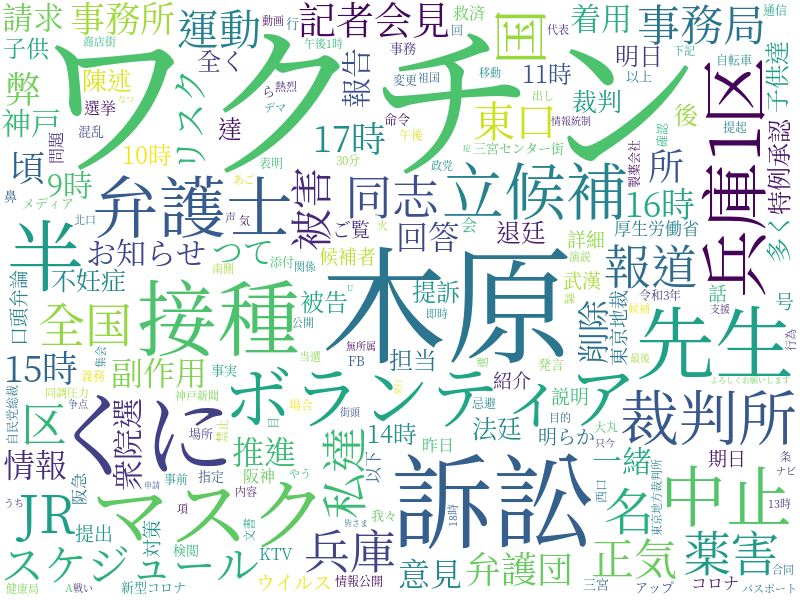 請求
事務所
運動
記者会見
救済
動画
行
回
代表
通信
着用
事務局
下記
商店街
午後1時
子供
全く
国
明日
以上
自転車
弊
陳述
選挙
ら
熱烈
デマ
報告
変更
祖国
移動
出し
11時
兵庫1区
子供達
ワクチン
神戸
混乱
なつ
リスク
達
命令
東口
情報統制
裁判
後
確認
提起
特例承認
頃
問題
10時
表明
17時
午後
症
三宮センター街
製薬会社
9時
30分
政党
鼻
メディア
弁護士
あご
被害
同志
立候補
16時
所
多く
北口
声
気
ご覧
火
回答
会
退廷
厚生労働省
半
お知らせ
つて
南側
候補者
詳細
演説
報道
口頭弁論
不妊症
添付
関係
被告
提訴
武漢
課
令和3年
話
号
木原
公開
即時
削除
東京地裁
候補
支援
行為
全国
接種
先生
15時
集会
事実
当選
無所属
担当
最後
自民党総裁
副作用
FB
紹介
発言
よろしくお願いします
同調圧力
義務
争点
神戸新聞
場合
ボランティア
説明
目的
区
くに
衆院選
場所
禁止
目
街頭
忌避
大丸
只今
裁判所
情報
推進
14時
昨日
法廷
明らか
期日
条
ナビ
阪急
事前
指定
阪神
以下
私達
訴訟
一緒
西口
東京地方裁判所
うち
JR
マスク
項
やう
内容
我々
名
中止
13時
提出
対策
検閲
文書
皆さま
18時
スケジュール
KTV
兵庫
意見
弁護団
正気
薬害
健康局
A
戦い
新型コロナ
ウイルス
情報公開
三宮
アップ
コロナ
合同
パスポート
申請